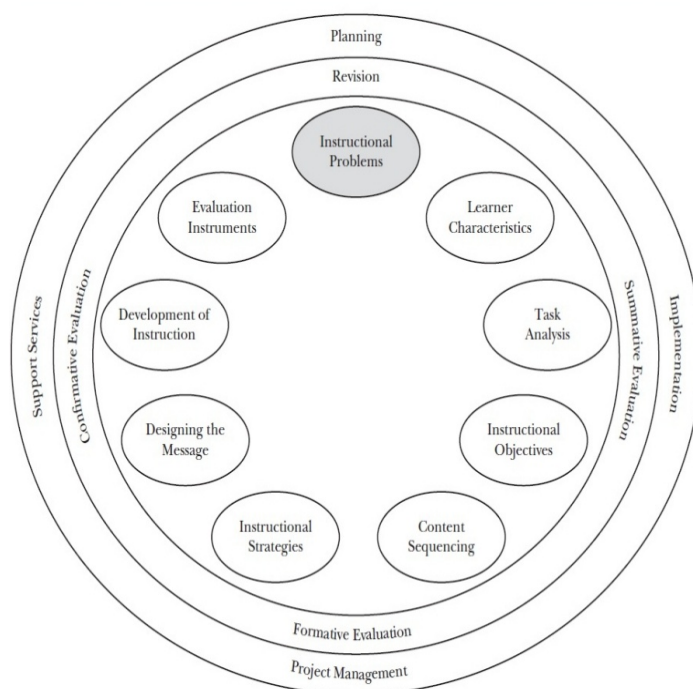 Planning
Revision
Instructional
Problems
Learner
Characteristics
Task
Analysis
Instructional
Objectives
Content
Sequencing
Instructional
Strategies
Designing the
Message
Development of
Instruction
Evaluation
Instruments
Support Services
Confirmative Evaluation
Summative Evaluation
Implementation
Formative Evaluation
Project Management